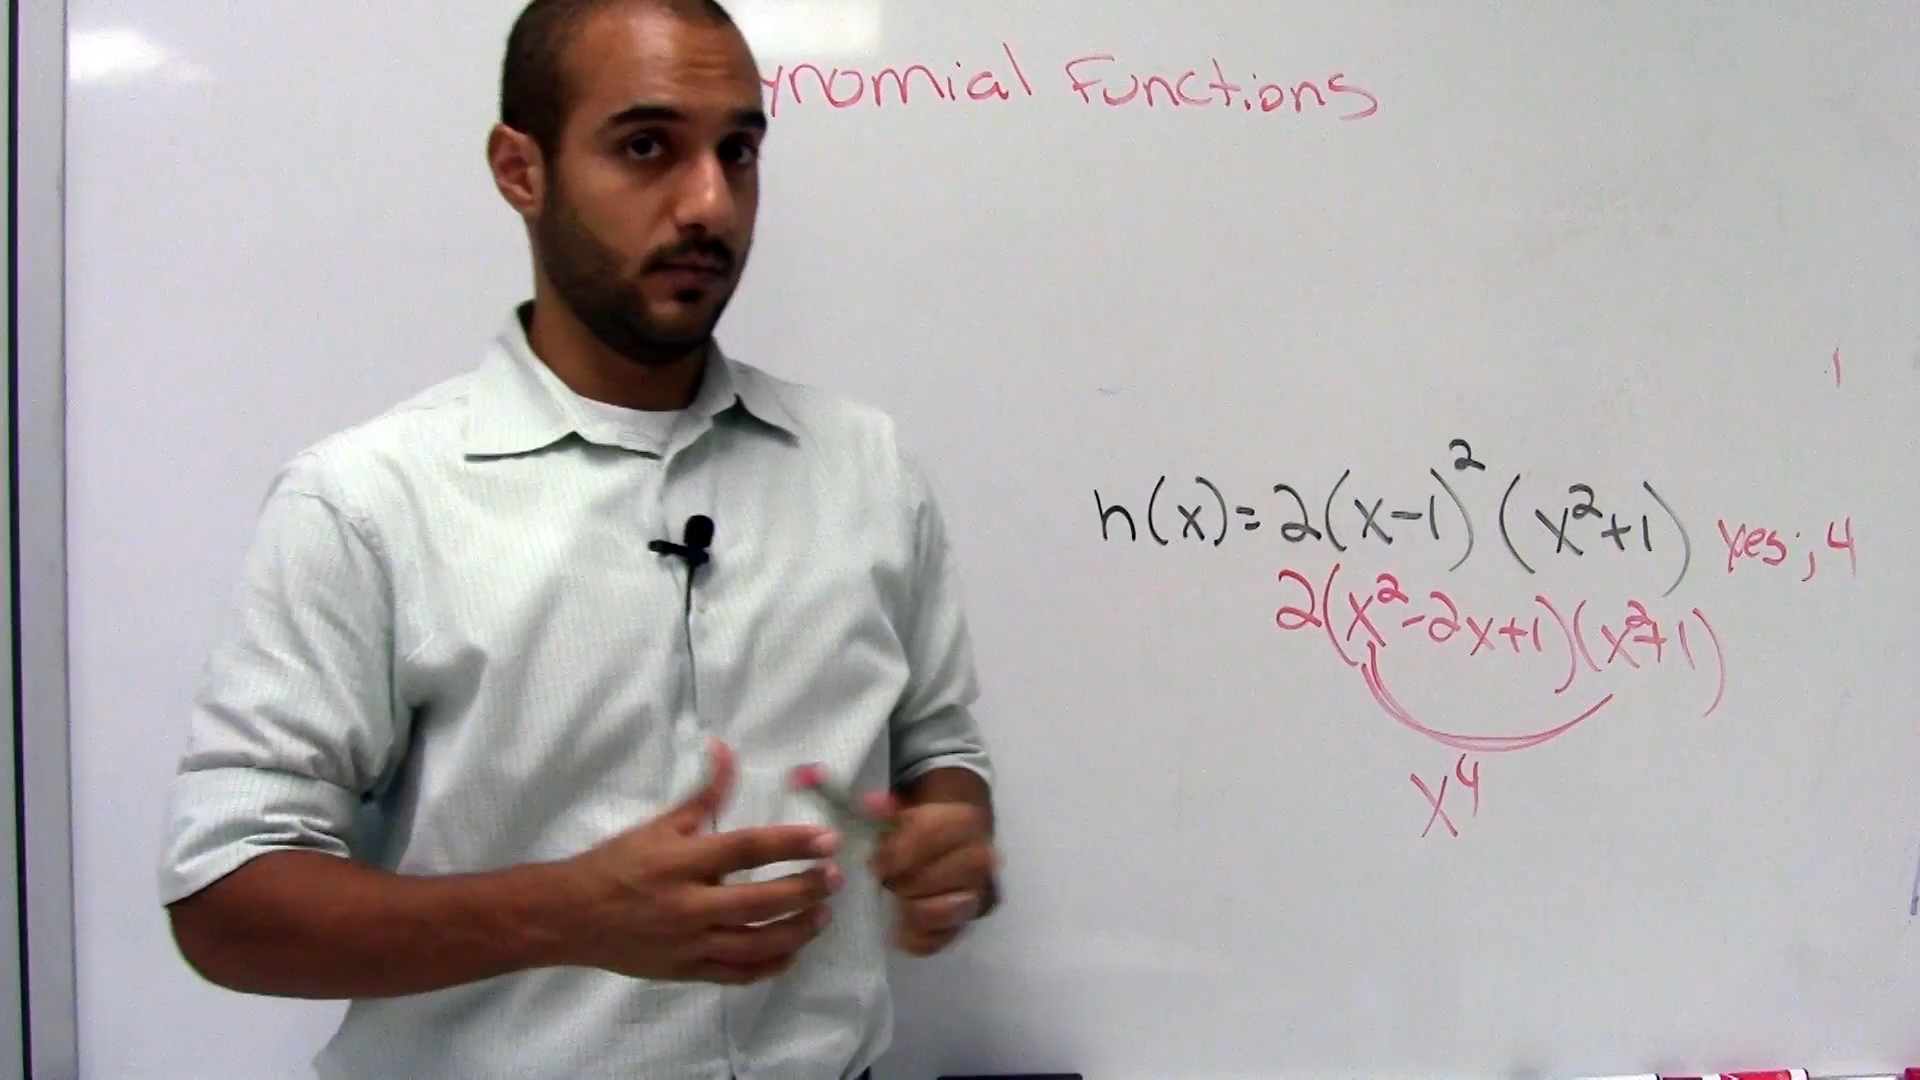 ynomial Functions
h(x)=2(x-1)² (x²+1) yes; 4
2(x²-2x+1)(x²+1)
x⁴